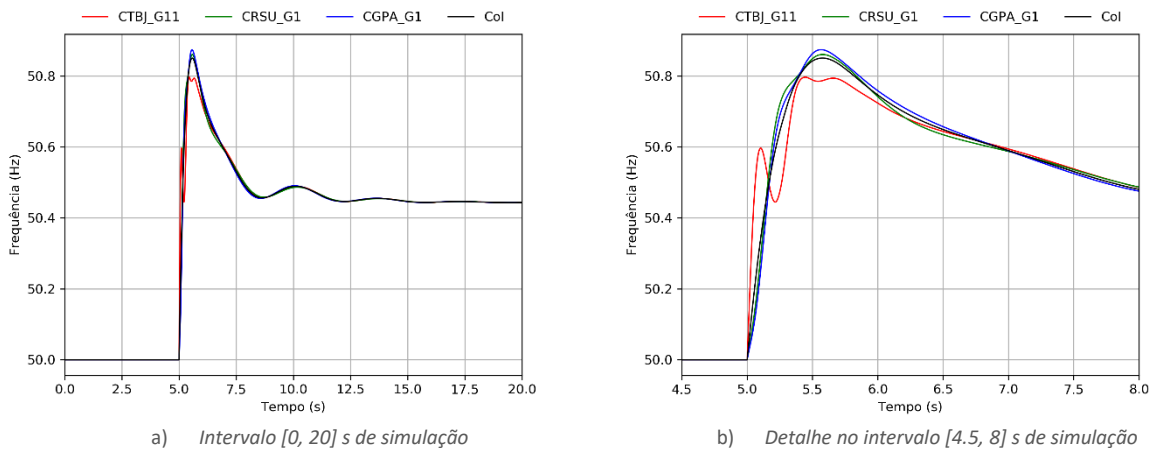 CTBJ_G11 CRSU_G1 CGPA_G1 CoI
Frequência (Hz)
50.8
50.6
50.4
50.2
50.0
0.0 2.5 5.0 7.5 10.0 12.5 15.0 17.5 20.0
Tempo (s)
a) Intervalo [0, 20] s de simulação
CTBJ_G11 CRSU_G1 CGPA_G1 CoI
Frequência (Hz)
50.8
50.6
50.4
50.2
50.0
4.5 5.0 5.5 6.0 6.5 7.0 7.5 8.0
Tempo (s)
b) Detalhe no intervalo [4.5, 8] s de simulação